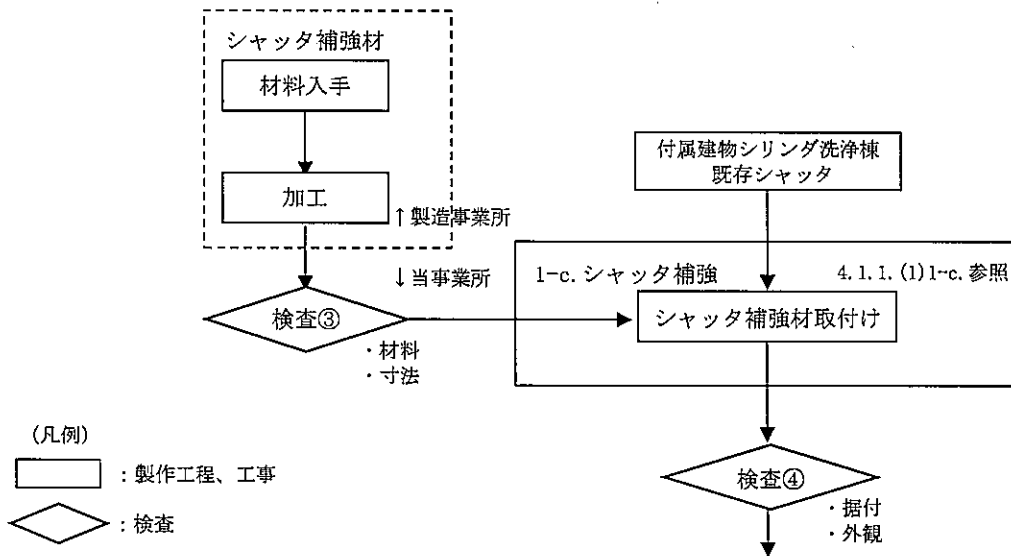 シャッタ補強材
材料入手
加工
↑製造事業所
↓当事業所
検査③
・材料
・寸法
付属建物シリンダ洗浄棟
既存シャッタ
1-c. シャッタ補強
4.1.1.(1)1-c.参照
シャッタ補強材取付け
検査④
・据付
・外観
(凡例)
：製作工程、工事
：検査